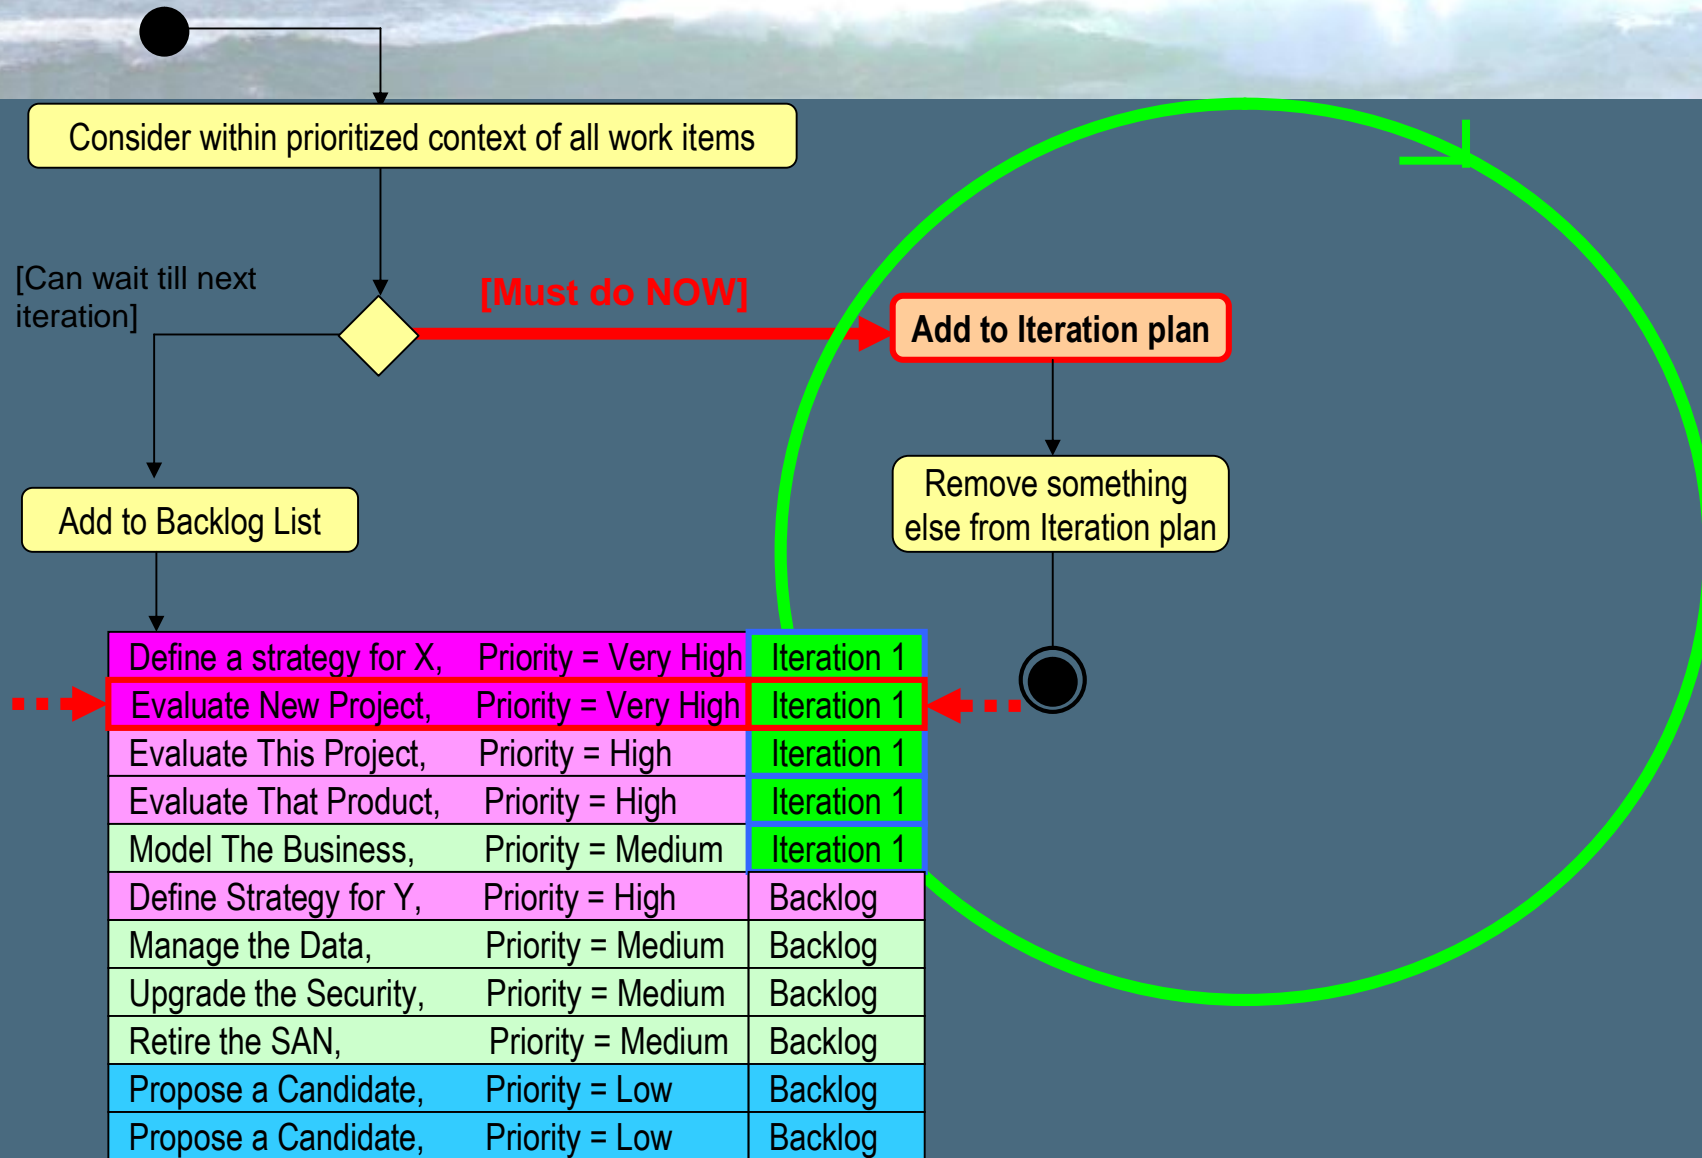 Consider within prioritized context of all work items
[Can wait till next
iteration]
[Must do NOW]
Add to Iteration plan
Remove something
else from Iteration plan
Add to Backlog List
Define a strategy for X, Priority = Very High Iteration 1
Evaluate New Project, Priority = Very High Iteration 1
Evaluate This Project, Priority = High Iteration 1
Evaluate That Product, Priority = High Iteration 1
Model The Business, Priority = Medium Iteration 1
Define Strategy for Y, Priority = High Backlog
Manage the Data, Priority = Medium Backlog
Upgrade the Security, Priority = Medium Backlog
Retire the SAN, Priority = Medium Backlog
Propose a Candidate, Priority = Low Backlog
Propose a Candidate, Priority = Low Backlog